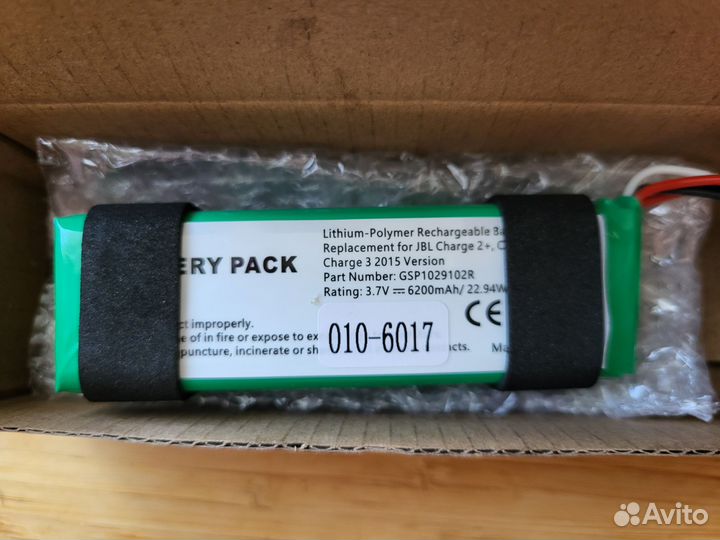 Lithium-Polymer Rechargeable
Replacement for JBL Charge 2+,
Charge 3 2015 Version
Part Number: GSP1029102R
Rating: 3.7V ⎓ 6200mAh/ 22.94W
PACK
CE
010-6017
improperly.
of in fire or expose to
puncture, incinerate or
Avito